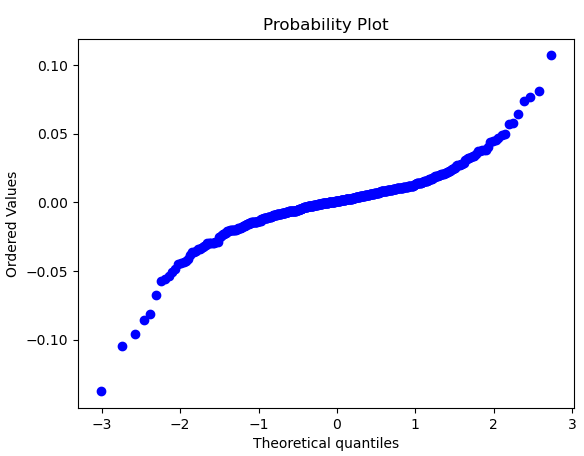 Probability Plot
0.10
0.05
0.00
−0.05
−0.10
Ordered Values
−3 −2 −1 0 1 2 3
Theoretical quantiles